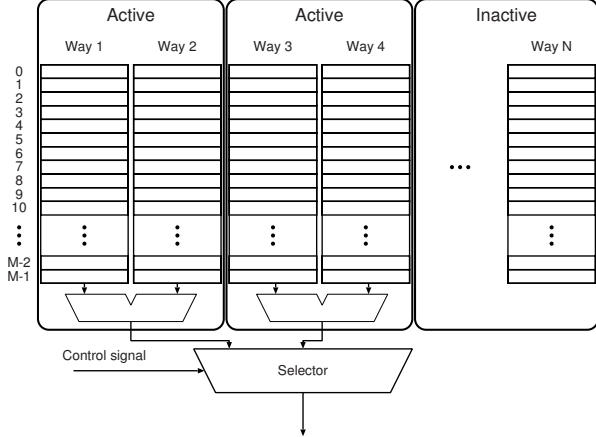 Active Active Inactive
Way 1 Way 2 Way 3 Way 4 Way N
0
1
2
3
4
5
6
7
8
9
10
M-2
M-1
Control signal
Selector